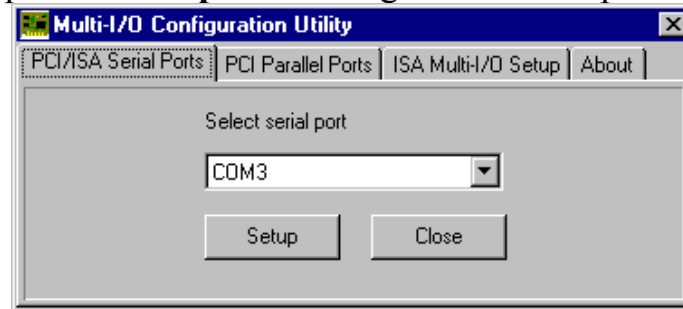 Multi-I/O Configuration Utility
PCI/ISA Serial Ports PCI Parallel Ports ISA Multi-I/O Setup About
Select serial port
COM3
Setup Close